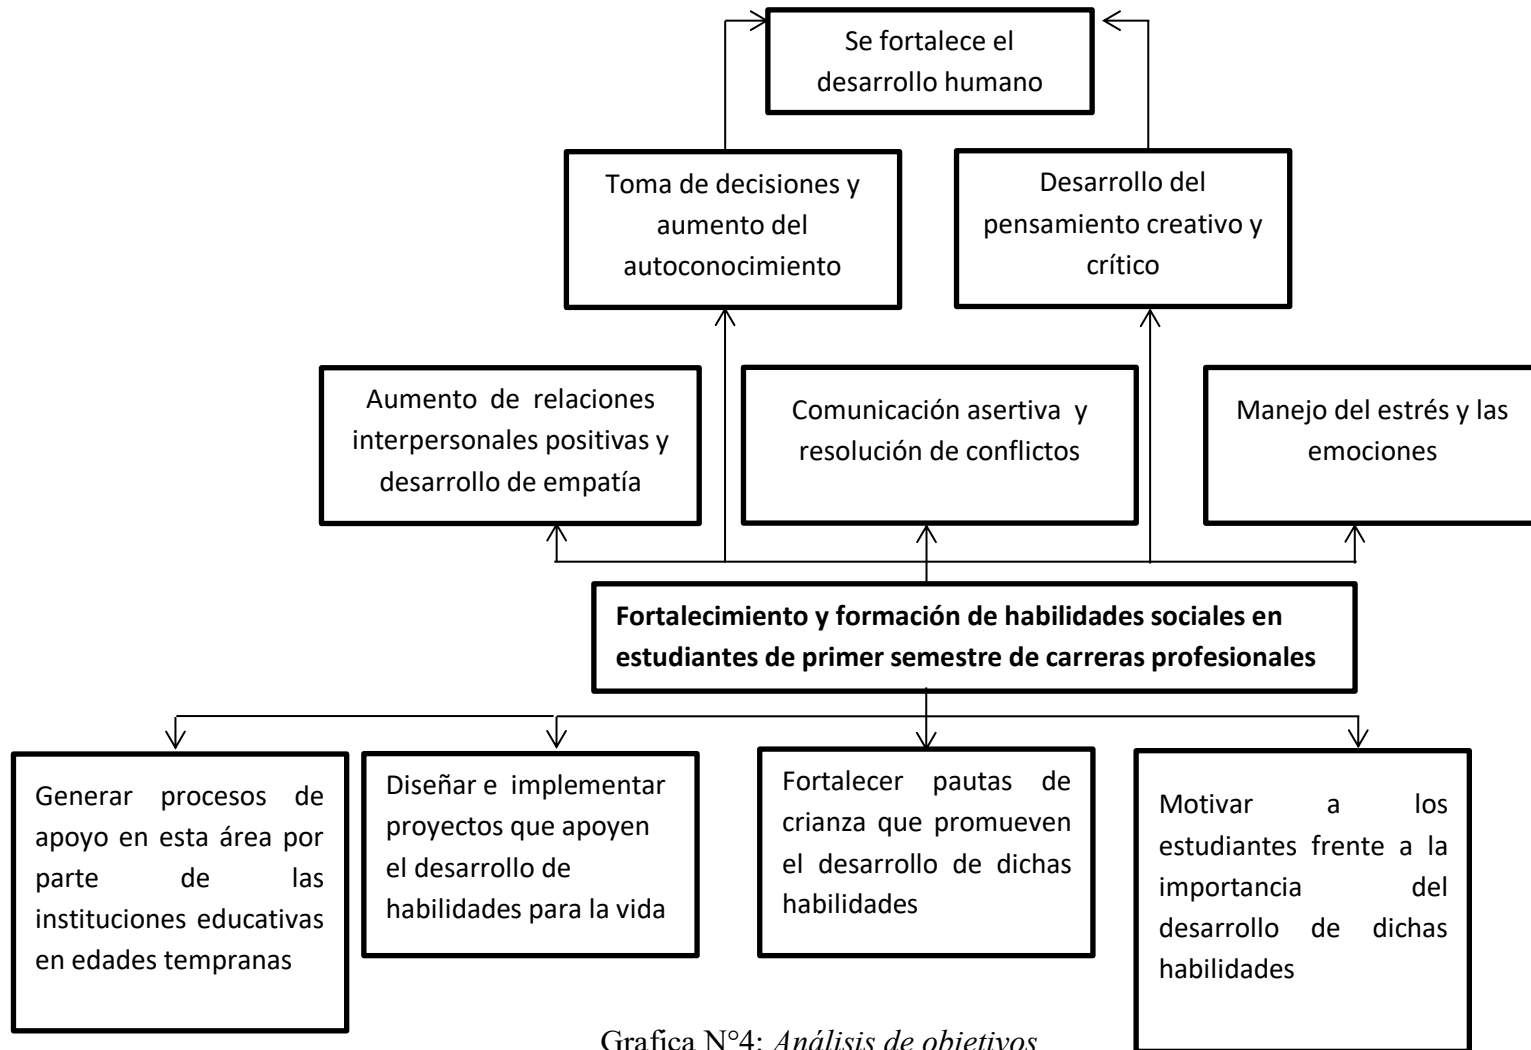 Se fortalece el
desarrollo humano
Toma de decisiones y
aumento del
autoconocimiento
Desarrollo del
pensamiento creativo y
crítico
Aumento de relaciones
interpersonales positivas y
desarrollo de empatía
Comunicación asertiva y
resolución de conflictos
Manejo del estrés y las
emociones
Fortalecimiento y formación de habilidades sociales en
estudiantes de primer semestre de carreras profesionales
Generar procesos de
apoyo en esta área por
parte de las
instituciones educativas
en edades tempranas
Diseñar e implementar
proyectos que apoyen
el desarrollo de
habilidades para la vida
Fortalecer pautas de
crianza que promueven
el desarrollo de dichas
habilidades
Motivar a los
estudiantes frente a la
importancia del
desarrollo de dichas
habilidades
Grafica N°4: Análisis de objetivos